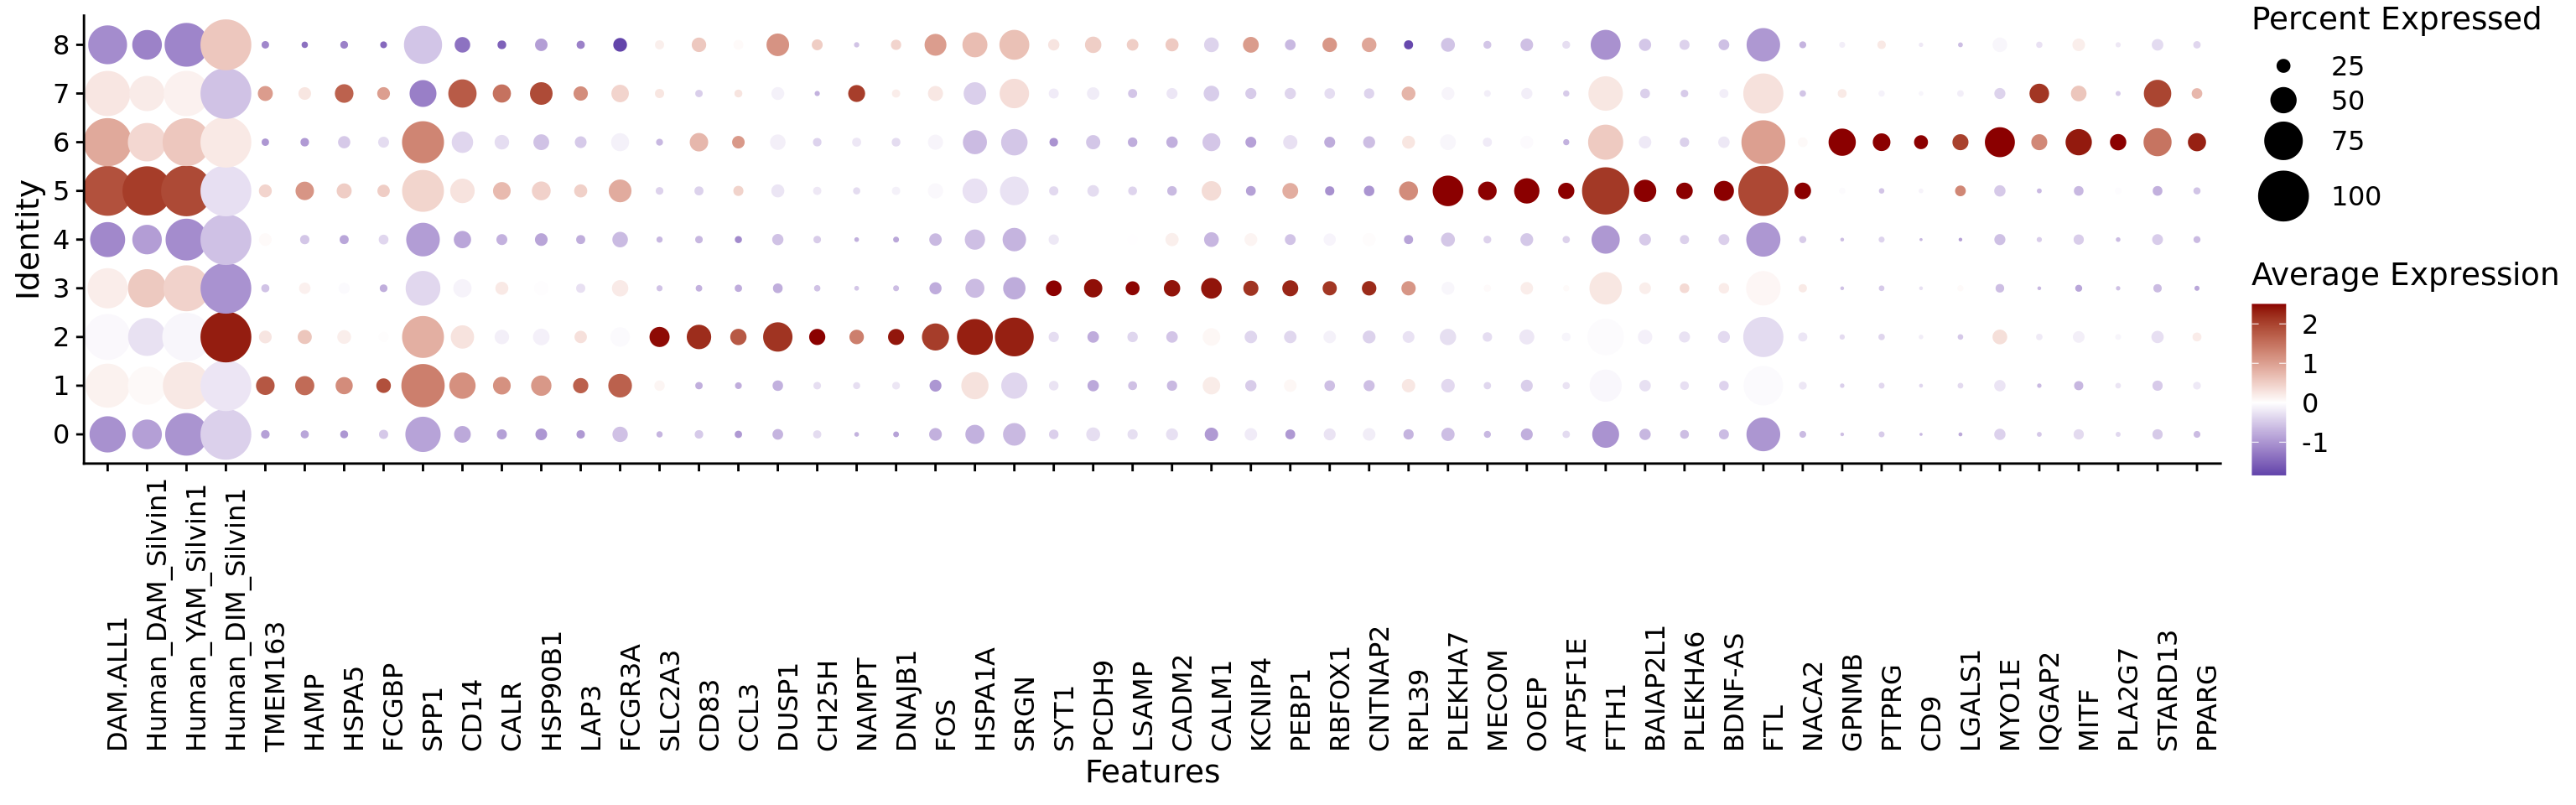 Percent Expressed
25
50
75
100
Average Expression
2
1
0
-1
Identity
8
7
6
5
4
3
2
1
0
DAM.ALL1
Human_DAM_Silvin1
Human_YAM_Silvin1
Human_DIM_Silvin1
TMEM163
HAMP
HSPA5
FCGBP
SPP1
CD14
CALR
HSP90B1
LAP3
FCGR3A
SLC2A3
CD83
CCL3
DUSP1
CH25H
NAMPT
DNAJB1
FOS
HSPA1A
SRGN
SYT1
PCDH9
LSAMP
CADM2
CALM1
KCNIP4
PEBP1
RBFOX1
CNTNAP2
RPL39
PLEKHA7
MECOM
OOEP
ATP5F1E
FTH1
BAIAP2L1
PLEKHA6
BDNF-AS
FTL
NACA2
GPNMB
PTPRG
CD9
LGALS1
MYO1E
IQGAP2
MITF
PLA2G7
STARD13
PPARG
Features